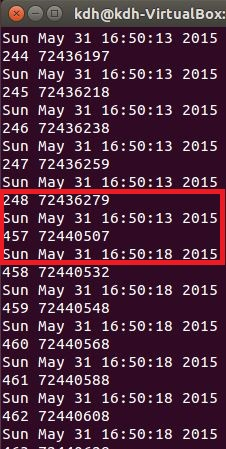 kdh@kdh-VirtualBox:
Sun May 31 16:50:13 2015
244 72436197
Sun May 31 16:50:13 2015
245 72436218
Sun May 31 16:50:13 2015
246 72436238
Sun May 31 16:50:13 2015
247 72436259
Sun May 31 16:50:13 2015
248 72436279
Sun May 31 16:50:13 2015
457 72440507
Sun May 31 16:50:18 2015
458 72440532
Sun May 31 16:50:18 2015
459 72440548
Sun May 31 16:50:18 2015
460 72440568
Sun May 31 16:50:18 2015
461 72440588
Sun May 31 16:50:18 2015
462 72440608
Sun May 31 16:50:18 2015